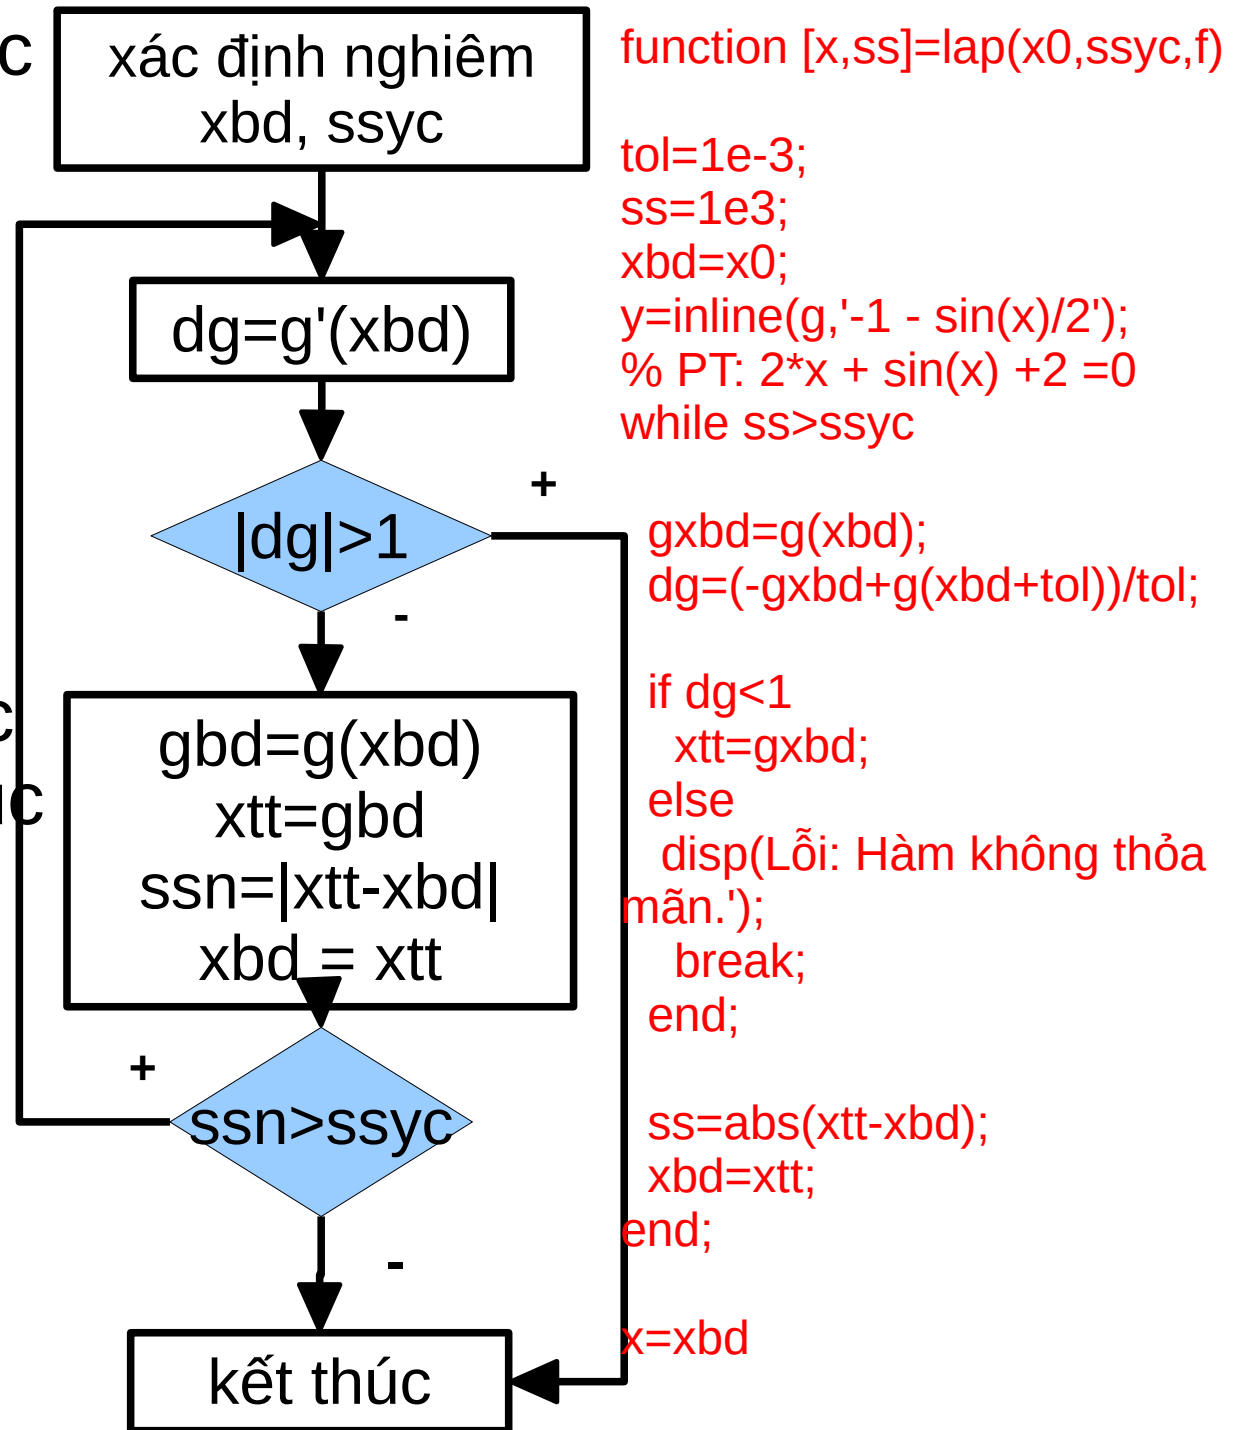 xác định nghiêm
xbd, ssyc
dg=g'(xbd)
|dg|>1
+
-
gbd=g(xbd)
xtt=gbd
ssn=|xtt-xbd|
xbd = xtt
+
ssn>ssyc
-
kết thúc
function [x,ss]=lap(x0,ssyc,f)
tol=1e-3;
ss=1e3;
xbd=x0;
y=inline(g,'-1 - sin(x)/2');
% PT: 2*x + sin(x) +2 =0
while ss>ssyc
gxbd=g(xbd);
dg=(-gxbd+g(xbd+tol))/tol;
if dg<1
xtt=gxbd;
else
disp(Lỗi: Hàm không thỏa
mãn.');
break;
end;
ss=abs(xtt-xbd);
xbd=xtt;
end;
x=xbd